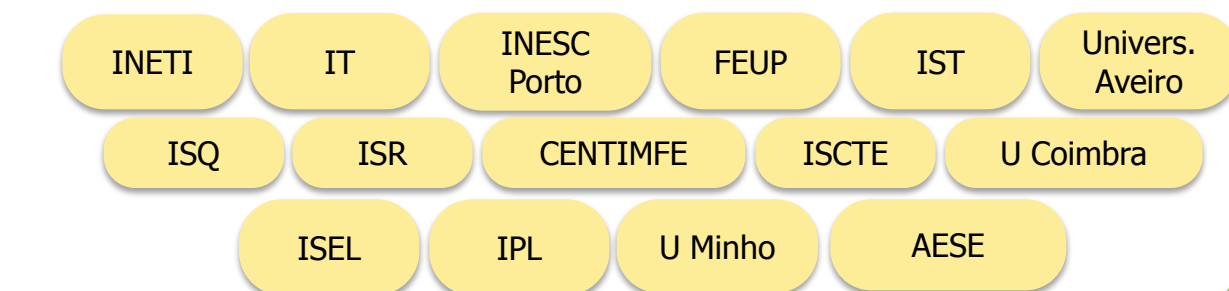 INETI
IT
INESC
Porto
FEUP
IST
Univers.
Aveiro
ISQ
ISR
CENTIMFE
ISCTE
U Coimbra
ISEL
IPL
U Minho
AESE